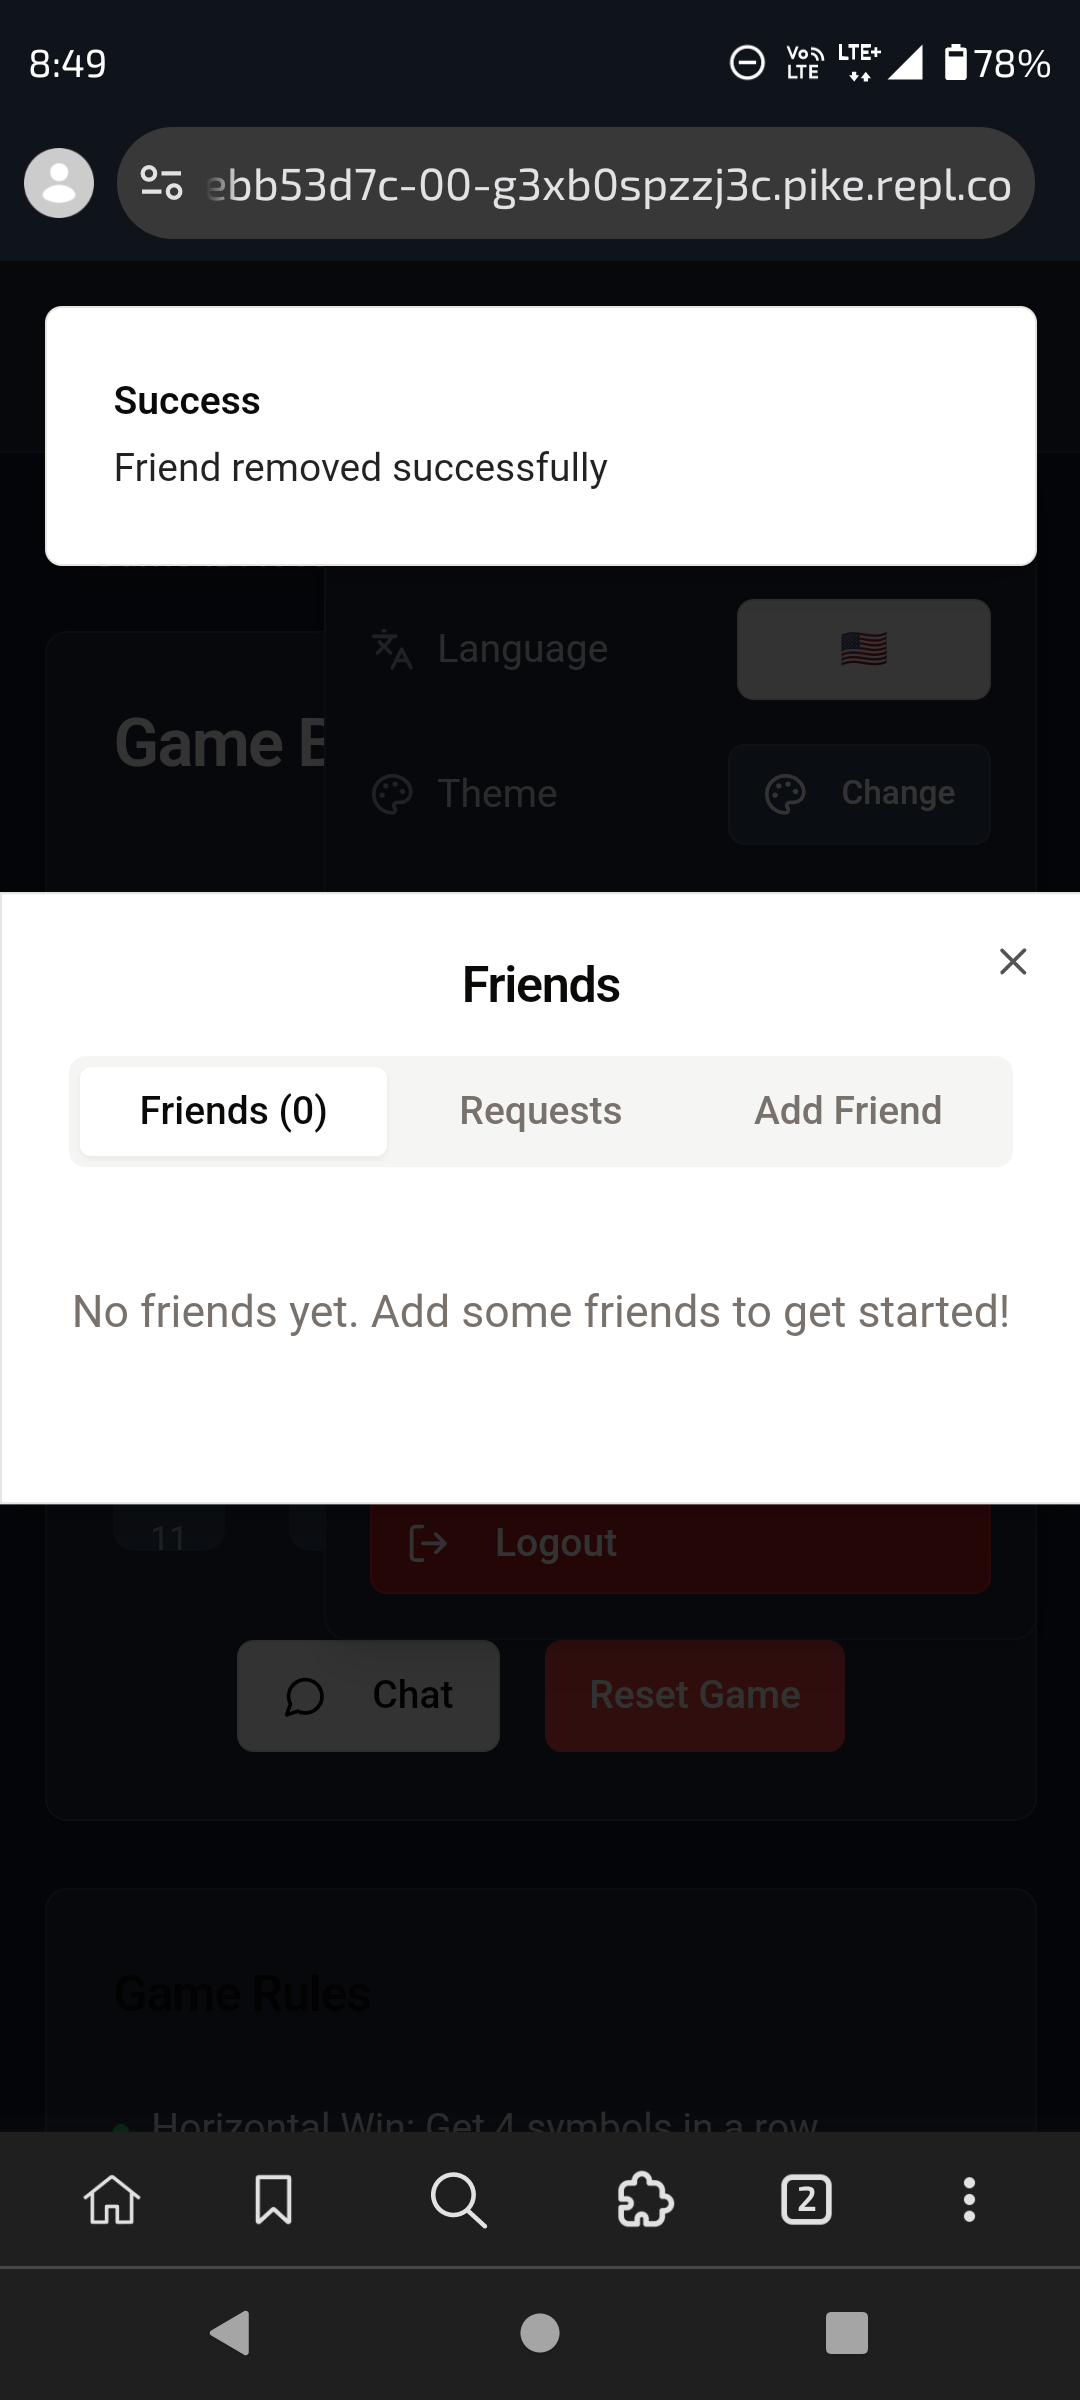 8:49
Vo LTE
LTE+
78%
ebb53d7c-00-g3xb0spzzj3c.pike.repl.co
Success
Friend removed successfully
Language
Game
Theme
Change
Friends
Friends (0)
Requests
Add Friend
No friends yet. Add some friends to get started!
11
Logout
Chat
Reset Game
Game Rules
Horizontal Win: Get 4 symbols in a row
2